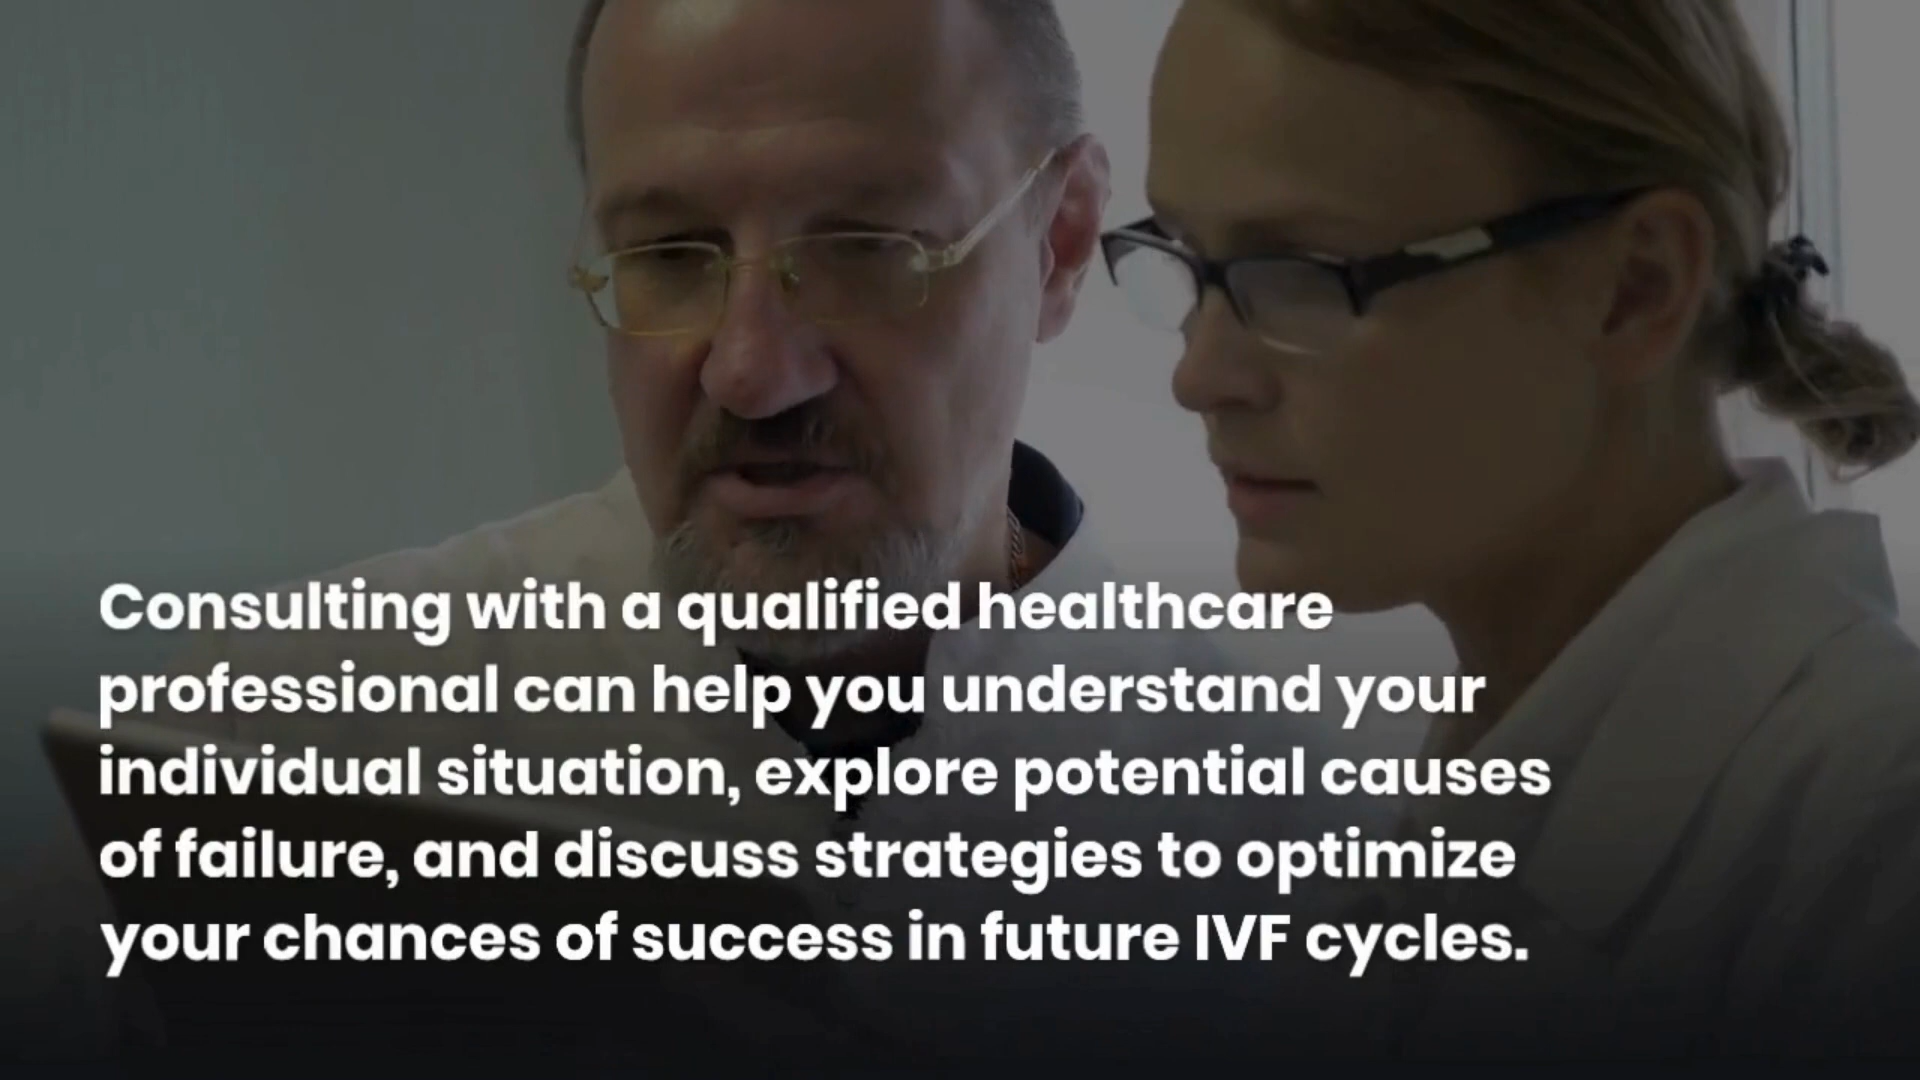 Consulting with a qualified healthcare
professional can help you understand your
individual situation, explore potential causes
of failure, and discuss strategies to optimize
your chances of success in future IVF cycles.